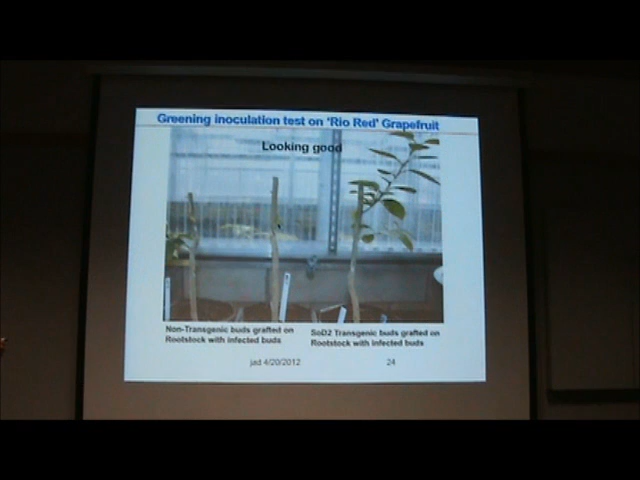 Greening inoculation test on 'Rio Red' Grapefruit
Looking good
Non-Transgenic buds grafted on
Rootstock with infected buds
SoD2 Transgenic buds grafted on
Rootstock with infected buds
jad 4/20/2012
24